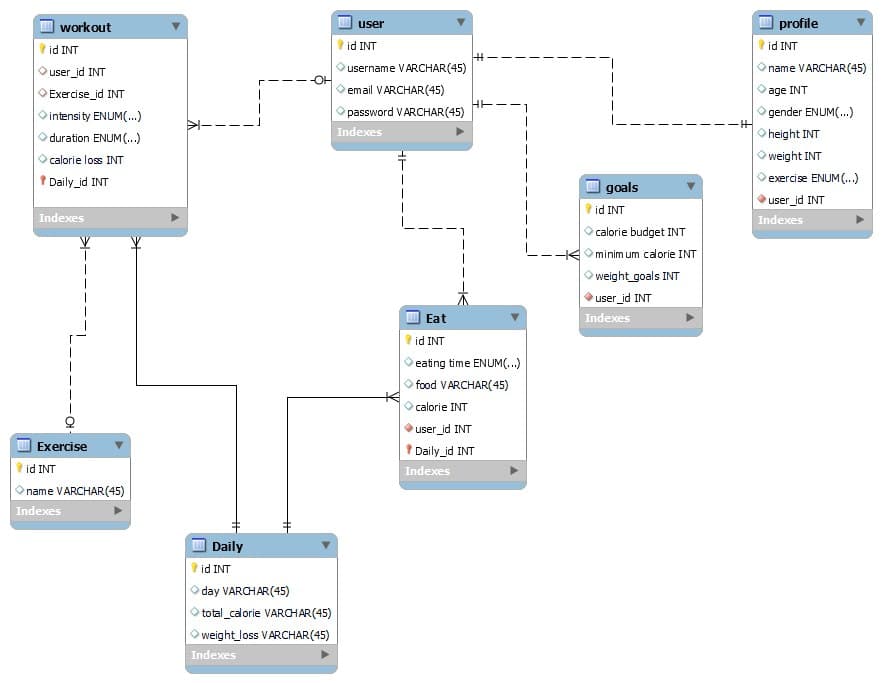 workout
id INT
user_id INT
Exercise_id INT
intensity ENUM(...)
duration ENUM(...)
calorie loss INT
Daily_id INT
Indexes
user
id INT
username VARCHAR(45)
email VARCHAR(45)
password VARCHAR(45)
Indexes
profile
id INT
name VARCHAR(45)
age INT
gender ENUM(...)
height INT
weight INT
exercise ENUM(...)
user_id INT
Indexes
goals
id INT
calorie budget INT
minimum calorie INT
weight_goals INT
user_id INT
Indexes
Eat
id INT
eating time ENUM(...)
food VARCHAR(45)
calorie INT
user_id INT
Daily_id INT
Indexes
Exercise
id INT
name VARCHAR(45)
Indexes
Daily
id INT
day VARCHAR(45)
total_calorie VARCHAR(45)
weight_loss VARCHAR(45)
Indexes